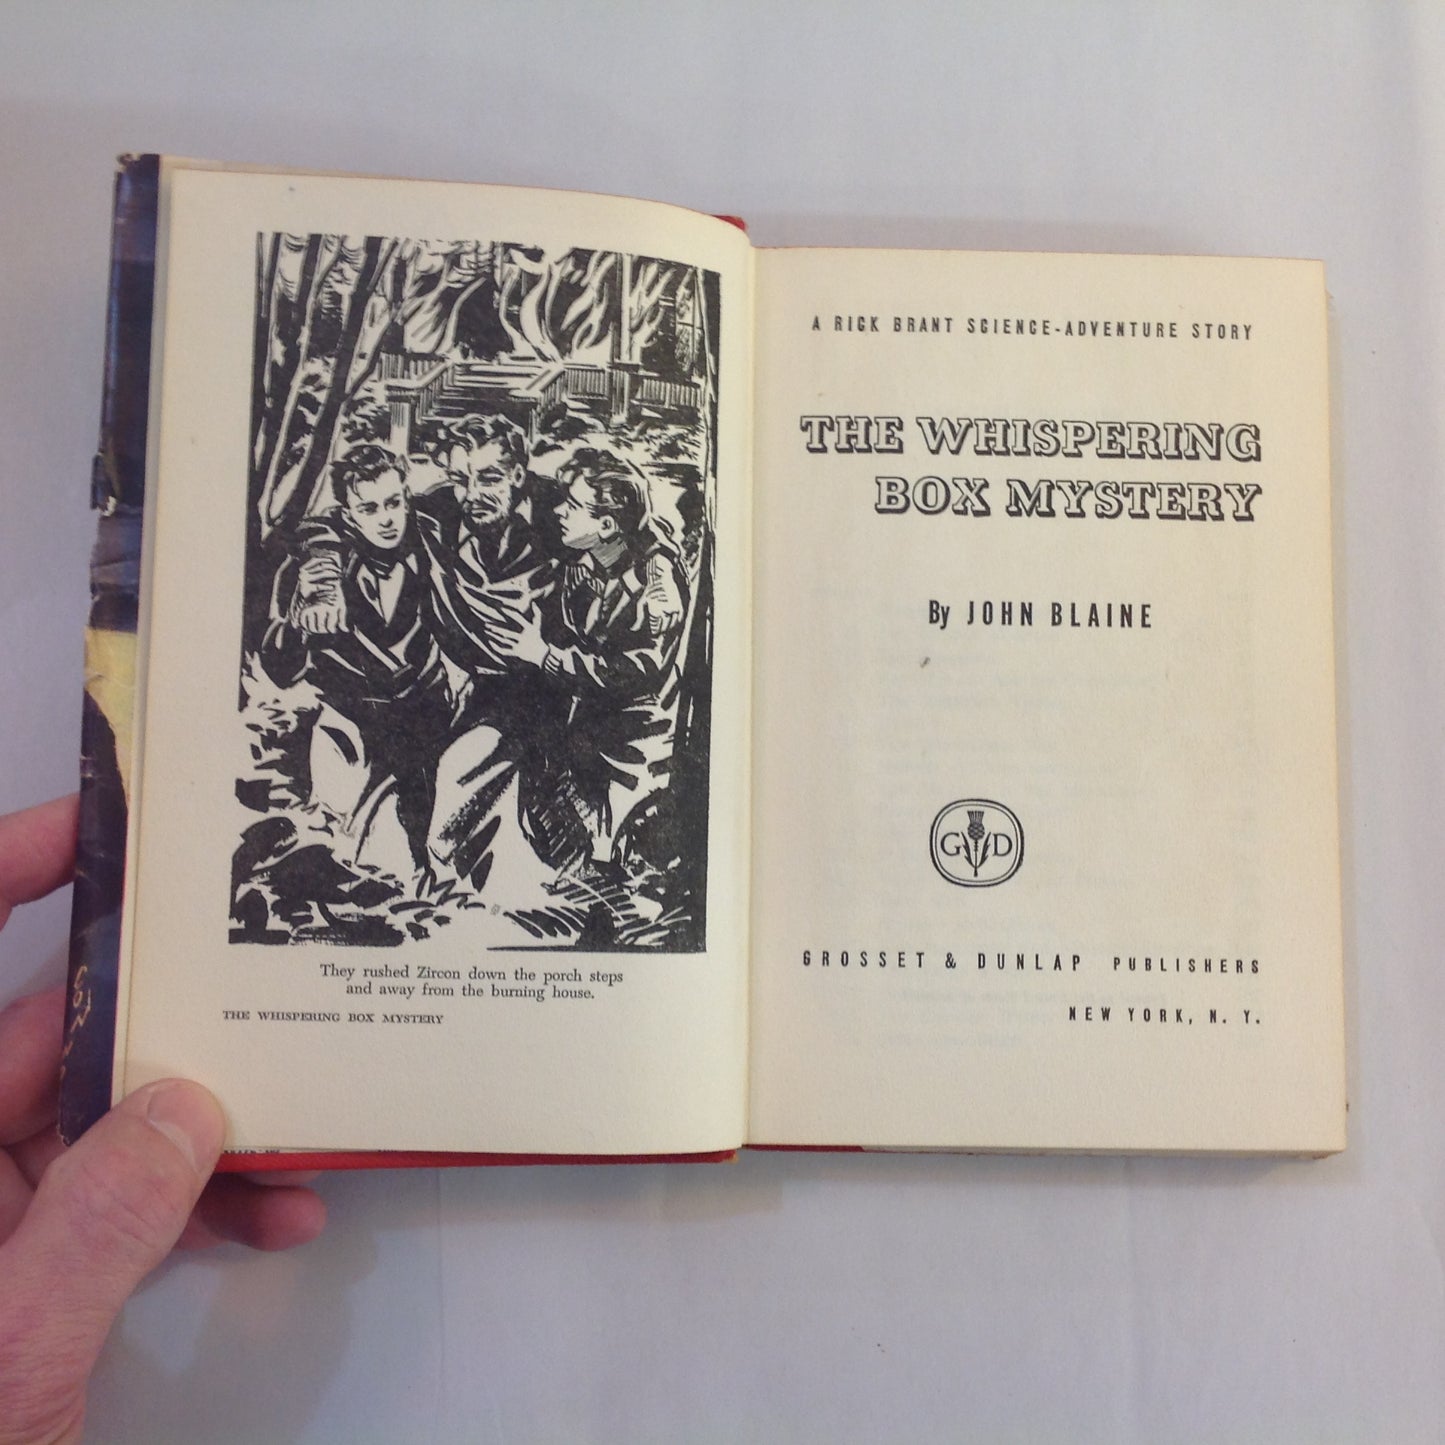 They rushed Zircon down the porch steps
and away from the burning house.
THE WHISPERING BOX MYSTERY
A RICK BRANT SCIENCE-ADVENTURE STORY
THE WHISPERING
BOX MYSTERY
By JOHN BLAINE
G D
GROSSET & DUNLAP PUBLISHERS
NEW YORK, N. Y.